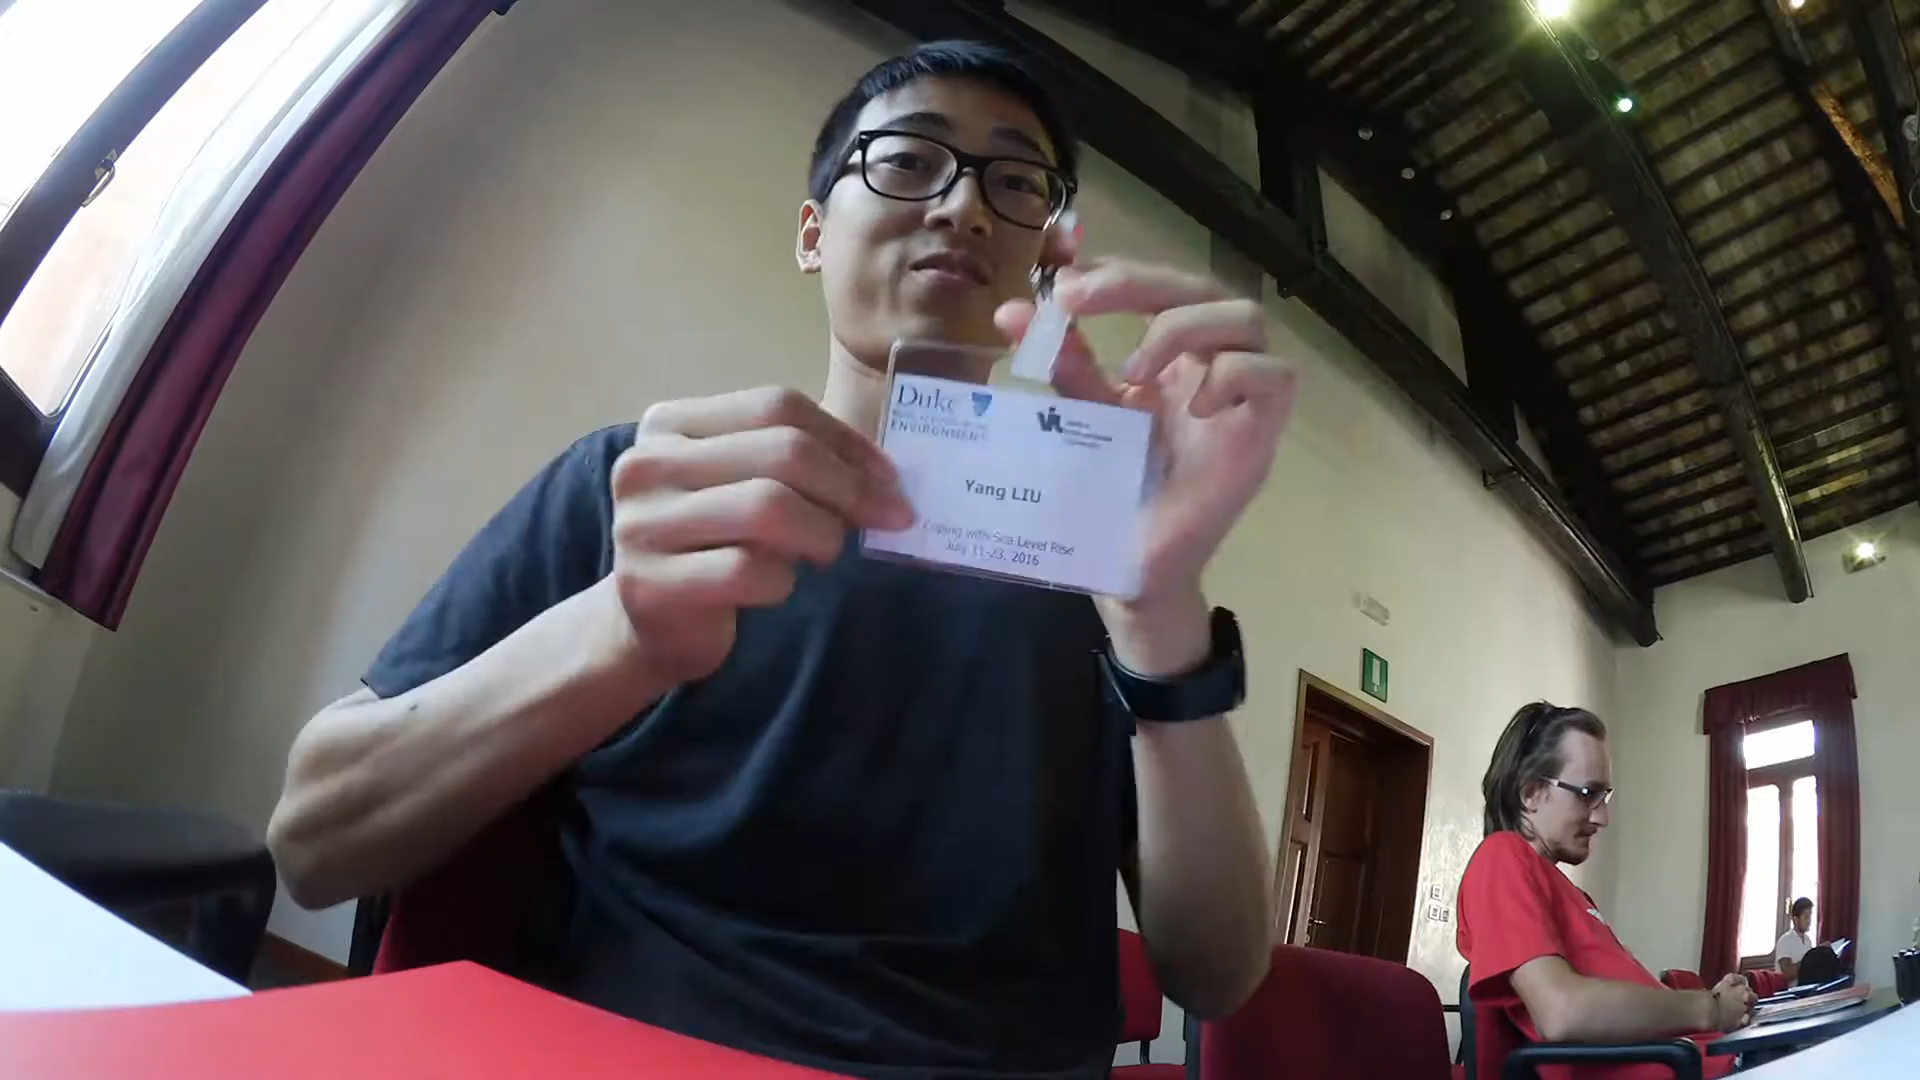 Duke
ENVIRONMENT
Yang LIU
Coping with Sea Level Rise
July 11-23, 2016